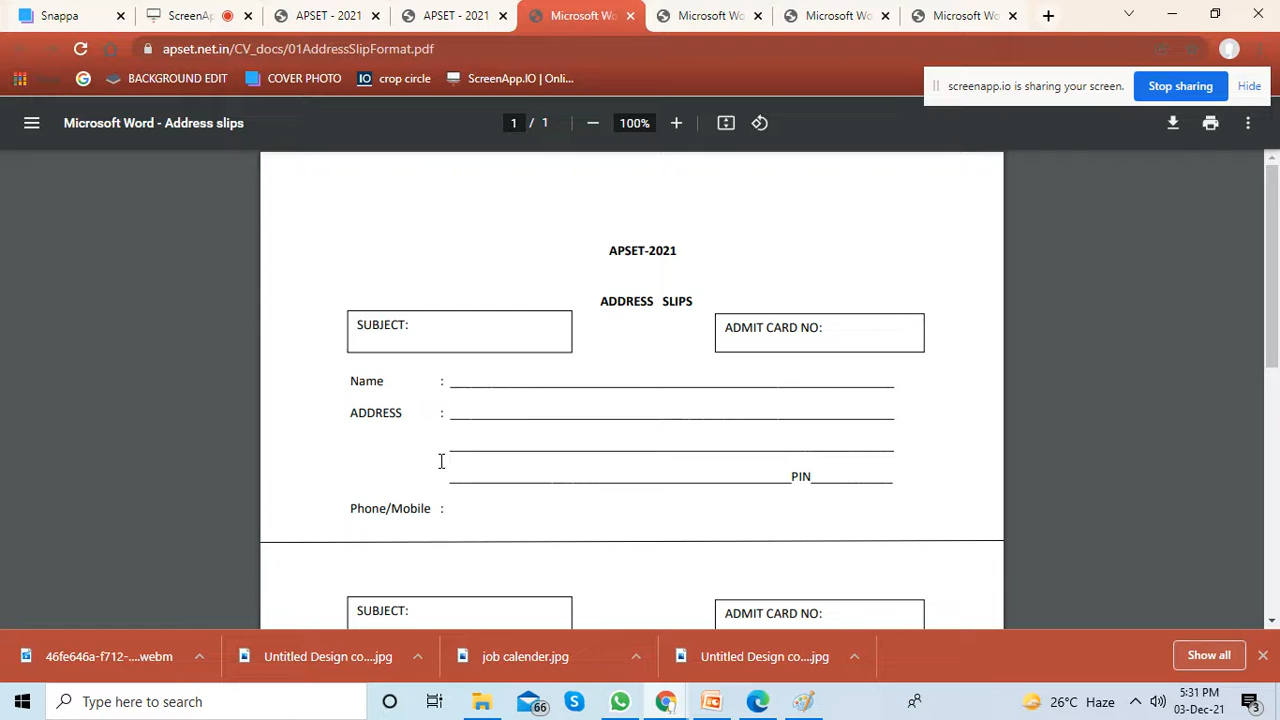 Snappa
ScreenAp
APSET - 2021
APSET - 2021
Microsoft Wo
Microsoft Wo
Microsoft Wo
Microsoft Wo
apset.net.in/CV_docs/01AddressSlipFormat.pdf
BACKGROUND EDIT
COVER PHOTO
IO
crop circle
ScreenApp.IO | Onli...
screenapp.io is sharing your screen.
Stop sharing
Hide
Microsoft Word - Address slips
1 / 1
100%
APSET-2021
ADDRESS SLIPS
SUBJECT:
ADMIT CARD NO:
Name :
ADDRESS :
PIN
Phone/Mobile :
SUBJECT:
ADMIT CARD NO:
46fe646a-f712-....webm
Untitled Design co....jpg
job calender.jpg
Untitled Design co....jpg
Show all
Type here to search
66
26°C Haze
5:31 PM
03-Dec-21
3